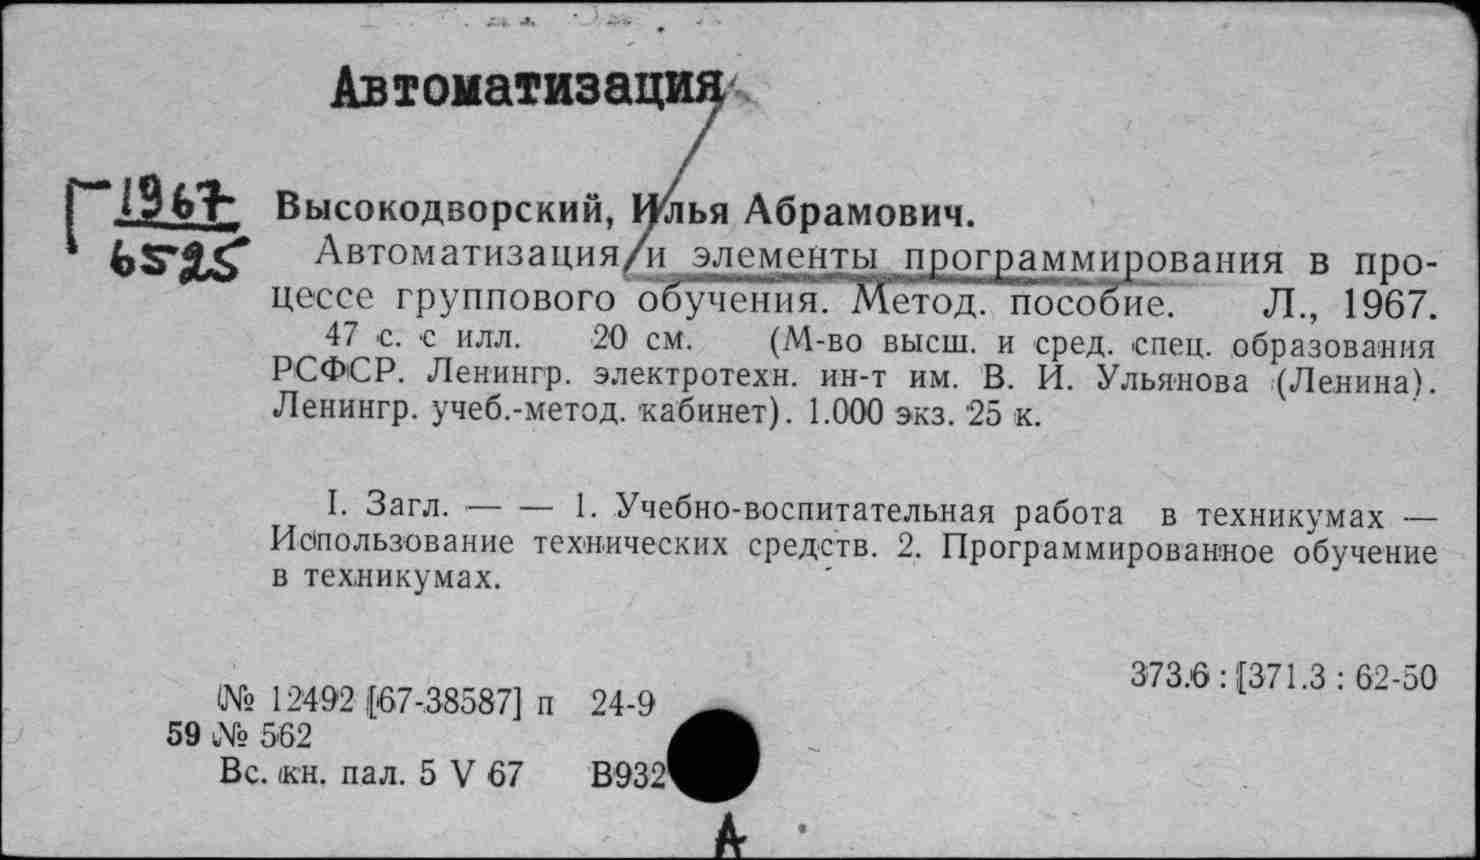 Автоматизация
Г 1967
6525
Высокодворский, Илья Абрамович.
Автоматизация и элементы программирования в про-
цессе группового обучения. Метод. пособие. Л., 1967.
47 с. с илл. 20 см. (М-во высш. и сред. спец. образования
РСФСР. Ленингр. электротехн. ин-т им. В. И. Ульянова (Ленина).
Ленингр. учеб.-метод. кабинет). 1.000 экз. 25 к.
I. Загл. — — 1. Учебно-воспитательная работа в техникумах —
Использование технических средств. 2. Программированное обучение
в техникумах.
373.6 : [371.3 : 62-50
№ 12492 [67-38587] п 24-9
59 № 562
Вс. кн. пал. 5 V 67 В932
А